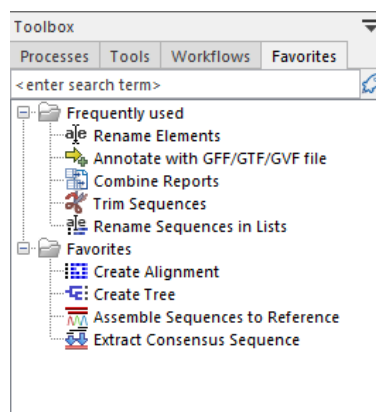 Toolbox
Processes Tools Workflows Favorites
<enter search term>
Frequently used
Rename Elements
Annotate with GFF/GTF/GVF file
Combine Reports
Trim Sequences
Rename Sequences in Lists
Favorites
Create Alignment
Create Tree
Assemble Sequences to Reference
Extract Consensus Sequence